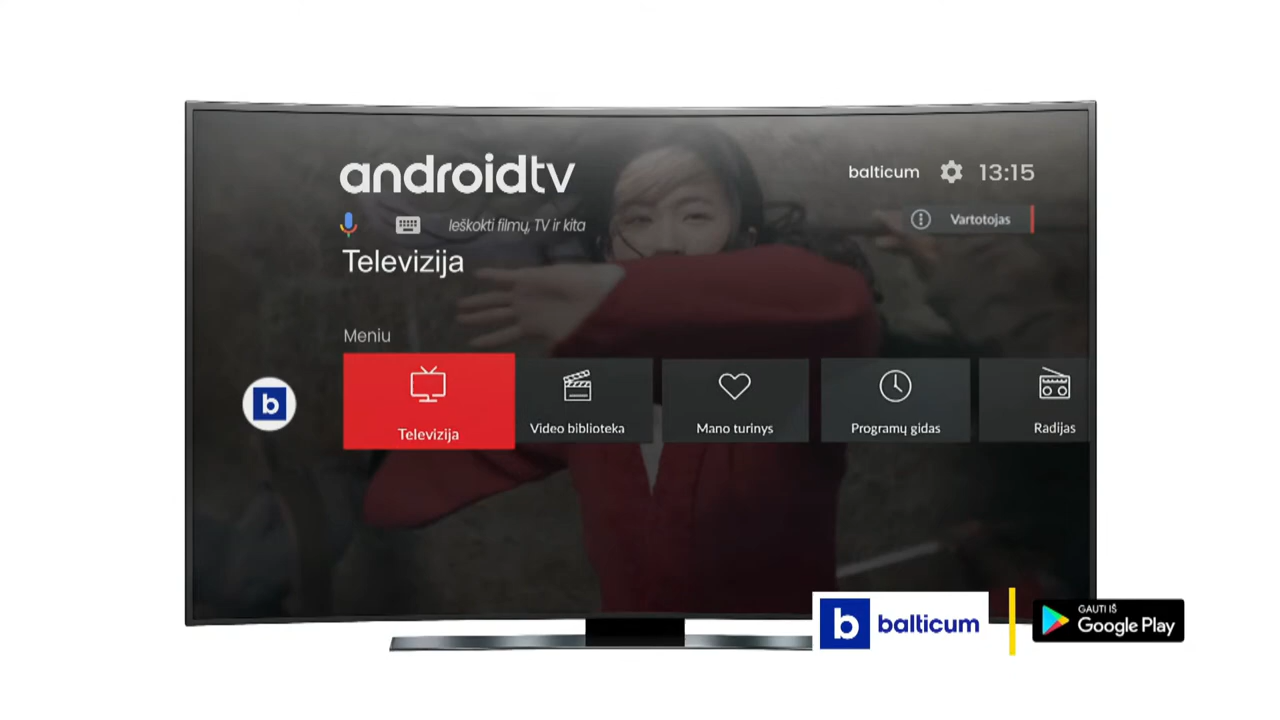 androidtv
balticum 13:15
Ieškokti filmų, TV ir kita
Vartotojas
Televizija
Meniu
b
Televizija
Video biblioteka
Mano turinys
Programų gidas
Radijas
b balticum
GAUTI IŠ
Google Play